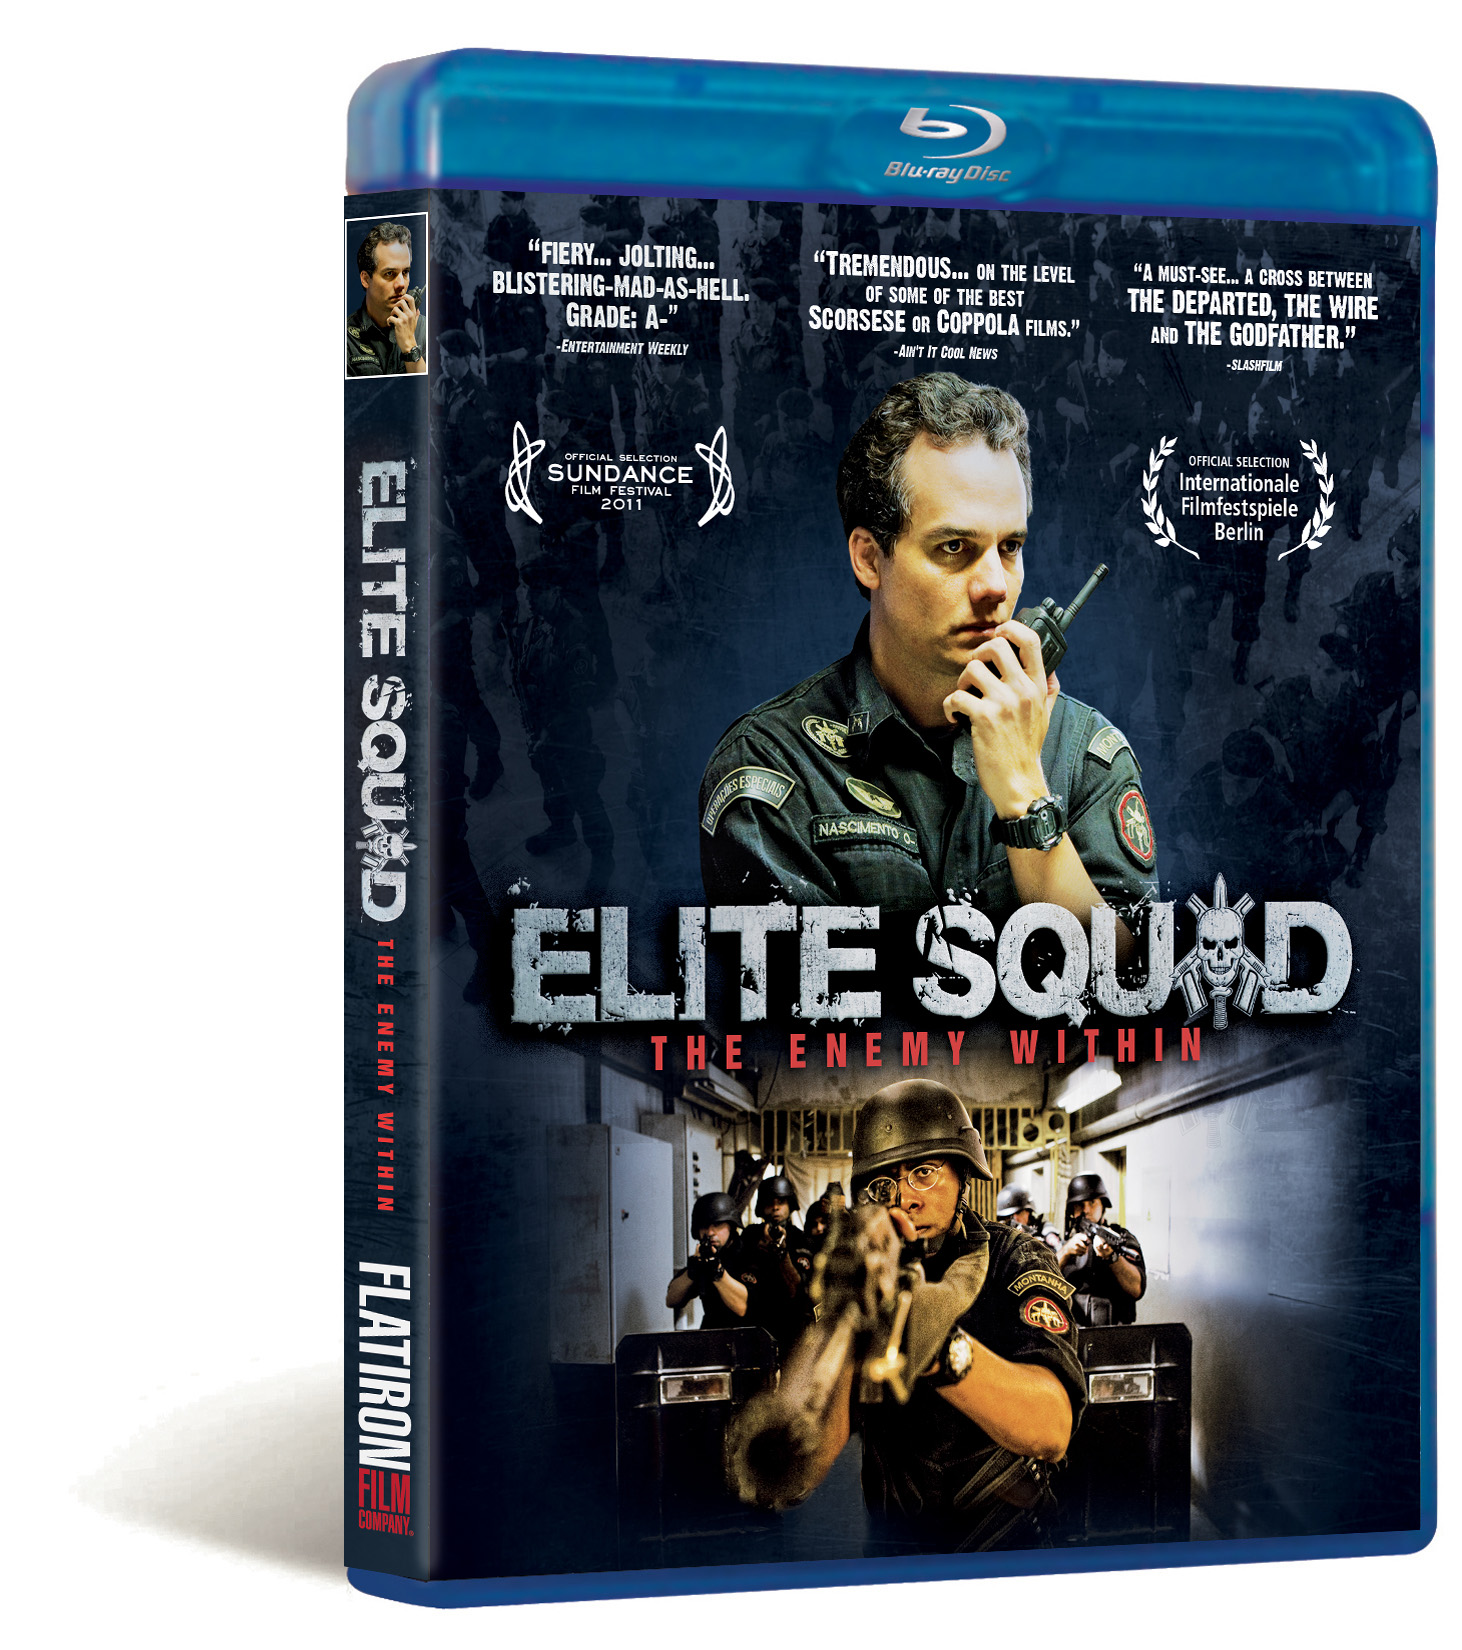 Blu-ray Disc
“FIERY... JOLTING...
BLISTERING-MAD-AS-HELL.
GRADE: A-”
-ENTERTAINMENT WEEKLY
“TREMENDOUS... ON THE LEVEL
OF SOME OF THE BEST
SCORSESE OR COPPOLA FILMS.”
-AIN'T IT COOL NEWS
“A MUST-SEE... A CROSS BETWEEN
THE DEPARTED, THE WIRE
AND THE GODFATHER.”
-SLASHFILM
OFFICIAL SELECTION
SUNDANCE
FILM FESTIVAL
2011
OFFICIAL SELECTION
Internationale
Filmfestspiele
Berlin
OPERAÇÕES ESPECIAIS
NASCIMENTO O-
ELITE SQUAD
THE ENEMY WITHIN
MONTANHA
ELITE SQUAD
THE ENEMY WITHIN
FLATIRON
FILM
COMPANY®